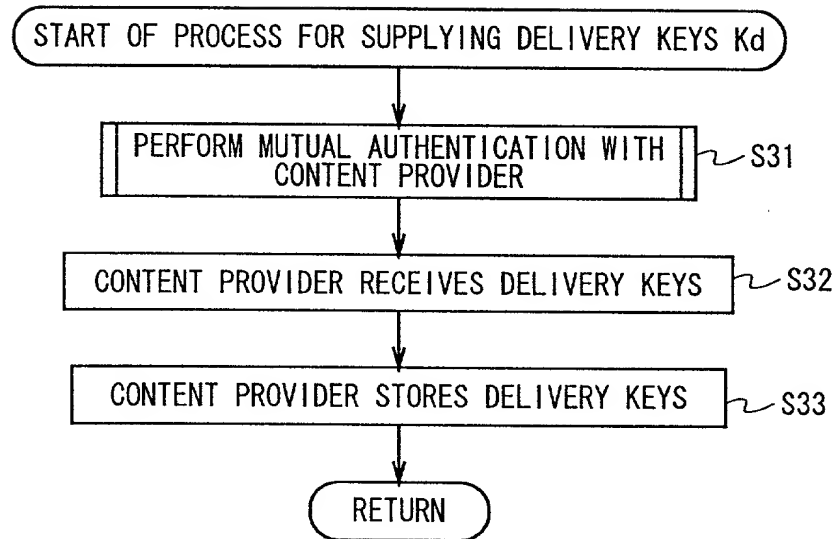 START OF PROCESS FOR SUPPLYING DELIVERY KEYS Kd
PERFORM MUTUAL AUTHENTICATION WITH
CONTENT PROVIDER
S31
CONTENT PROVIDER RECEIVES DELIVERY KEYS
S32
CONTENT PROVIDER STORES DELIVERY KEYS
S33
RETURN